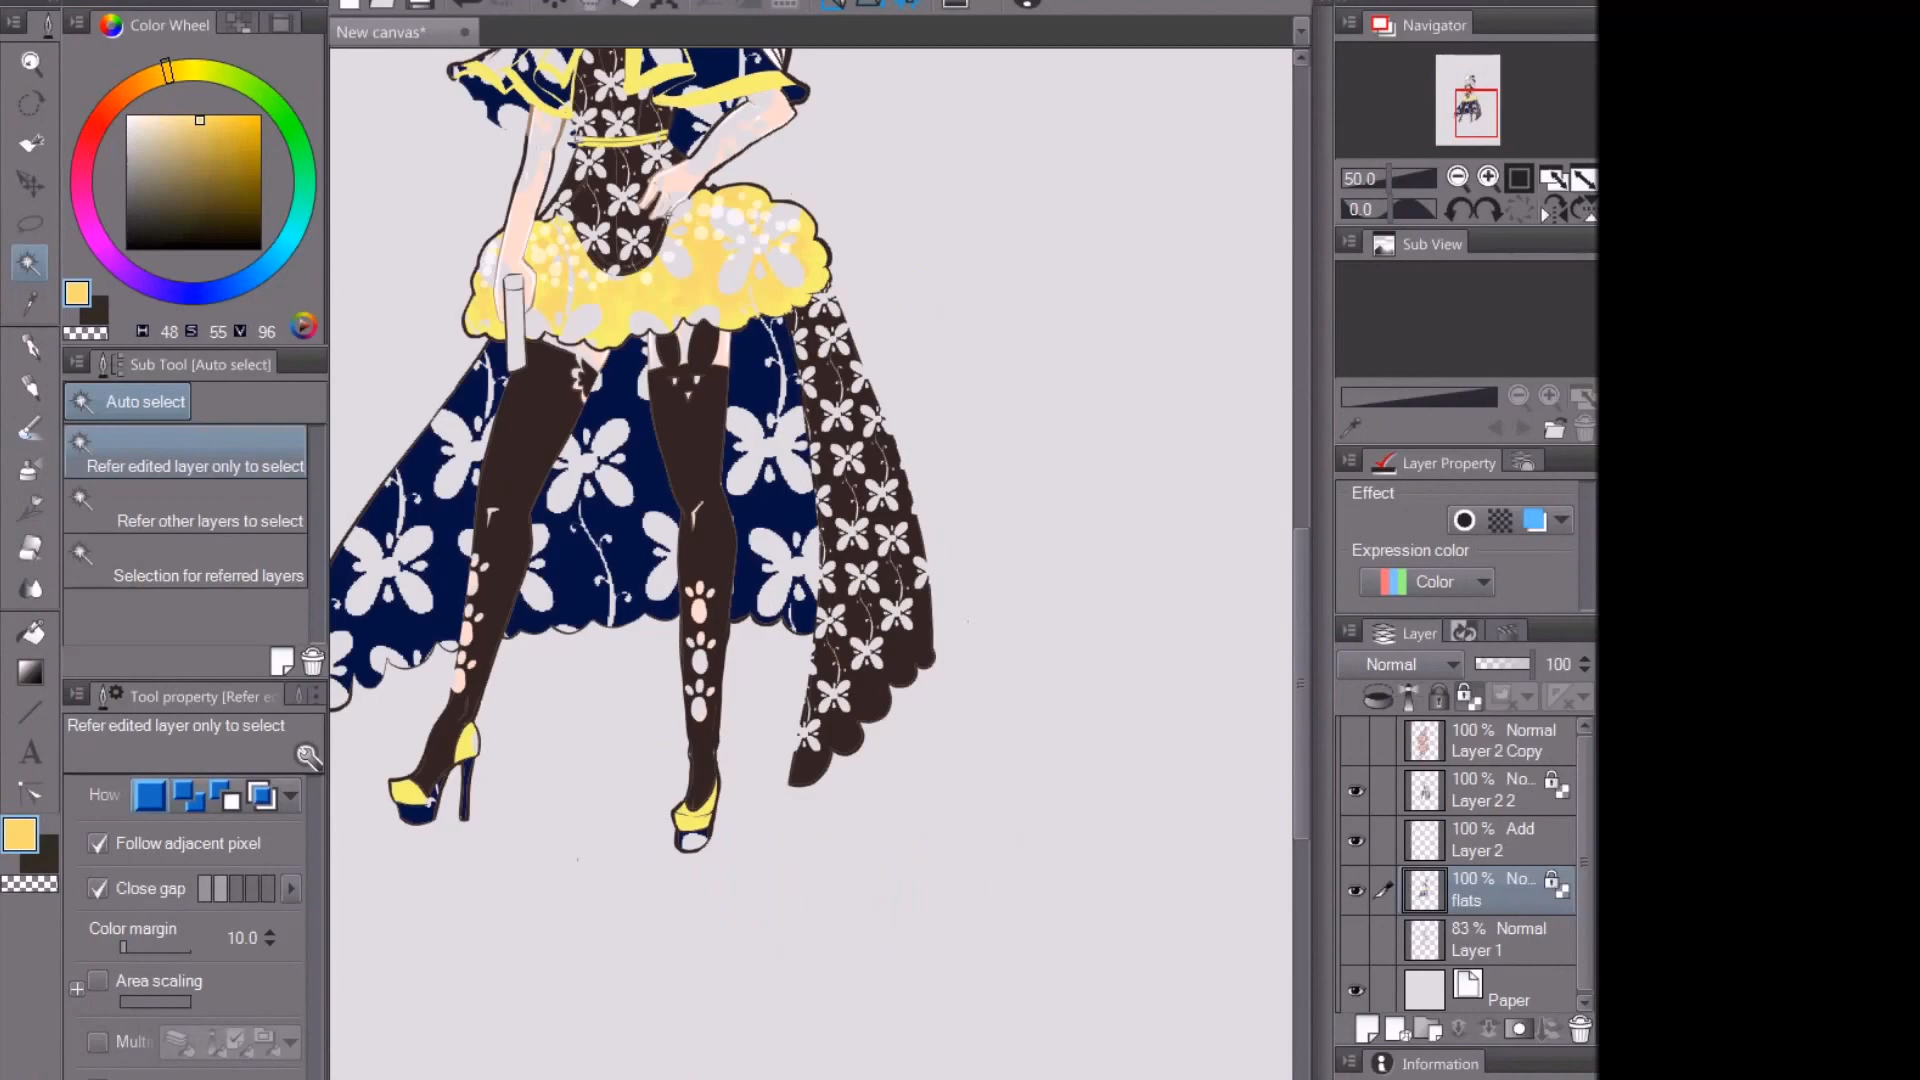 Color Wheel
New canvas*
Navigator
50.0
0.0
Sub View
H 48 S 55 V 96
Sub Tool [Auto select]
Auto select
Refer edited layer only to select
Refer other layers to select
Selection for referred layers
Tool property [Refer e
Refer edited layer only to select
How
Follow adjacent pixel
Close gap
Color margin
10.0
Area scaling
Multi
A
Layer Property
Effect
Expression color
Color
Layer
Normal
100
100 % Normal
Layer 2 Copy
100 % No...
Layer 2 2
100 % Add
Layer 2
100 % No...
flats
83 % Normal
Layer 1
Paper
Information